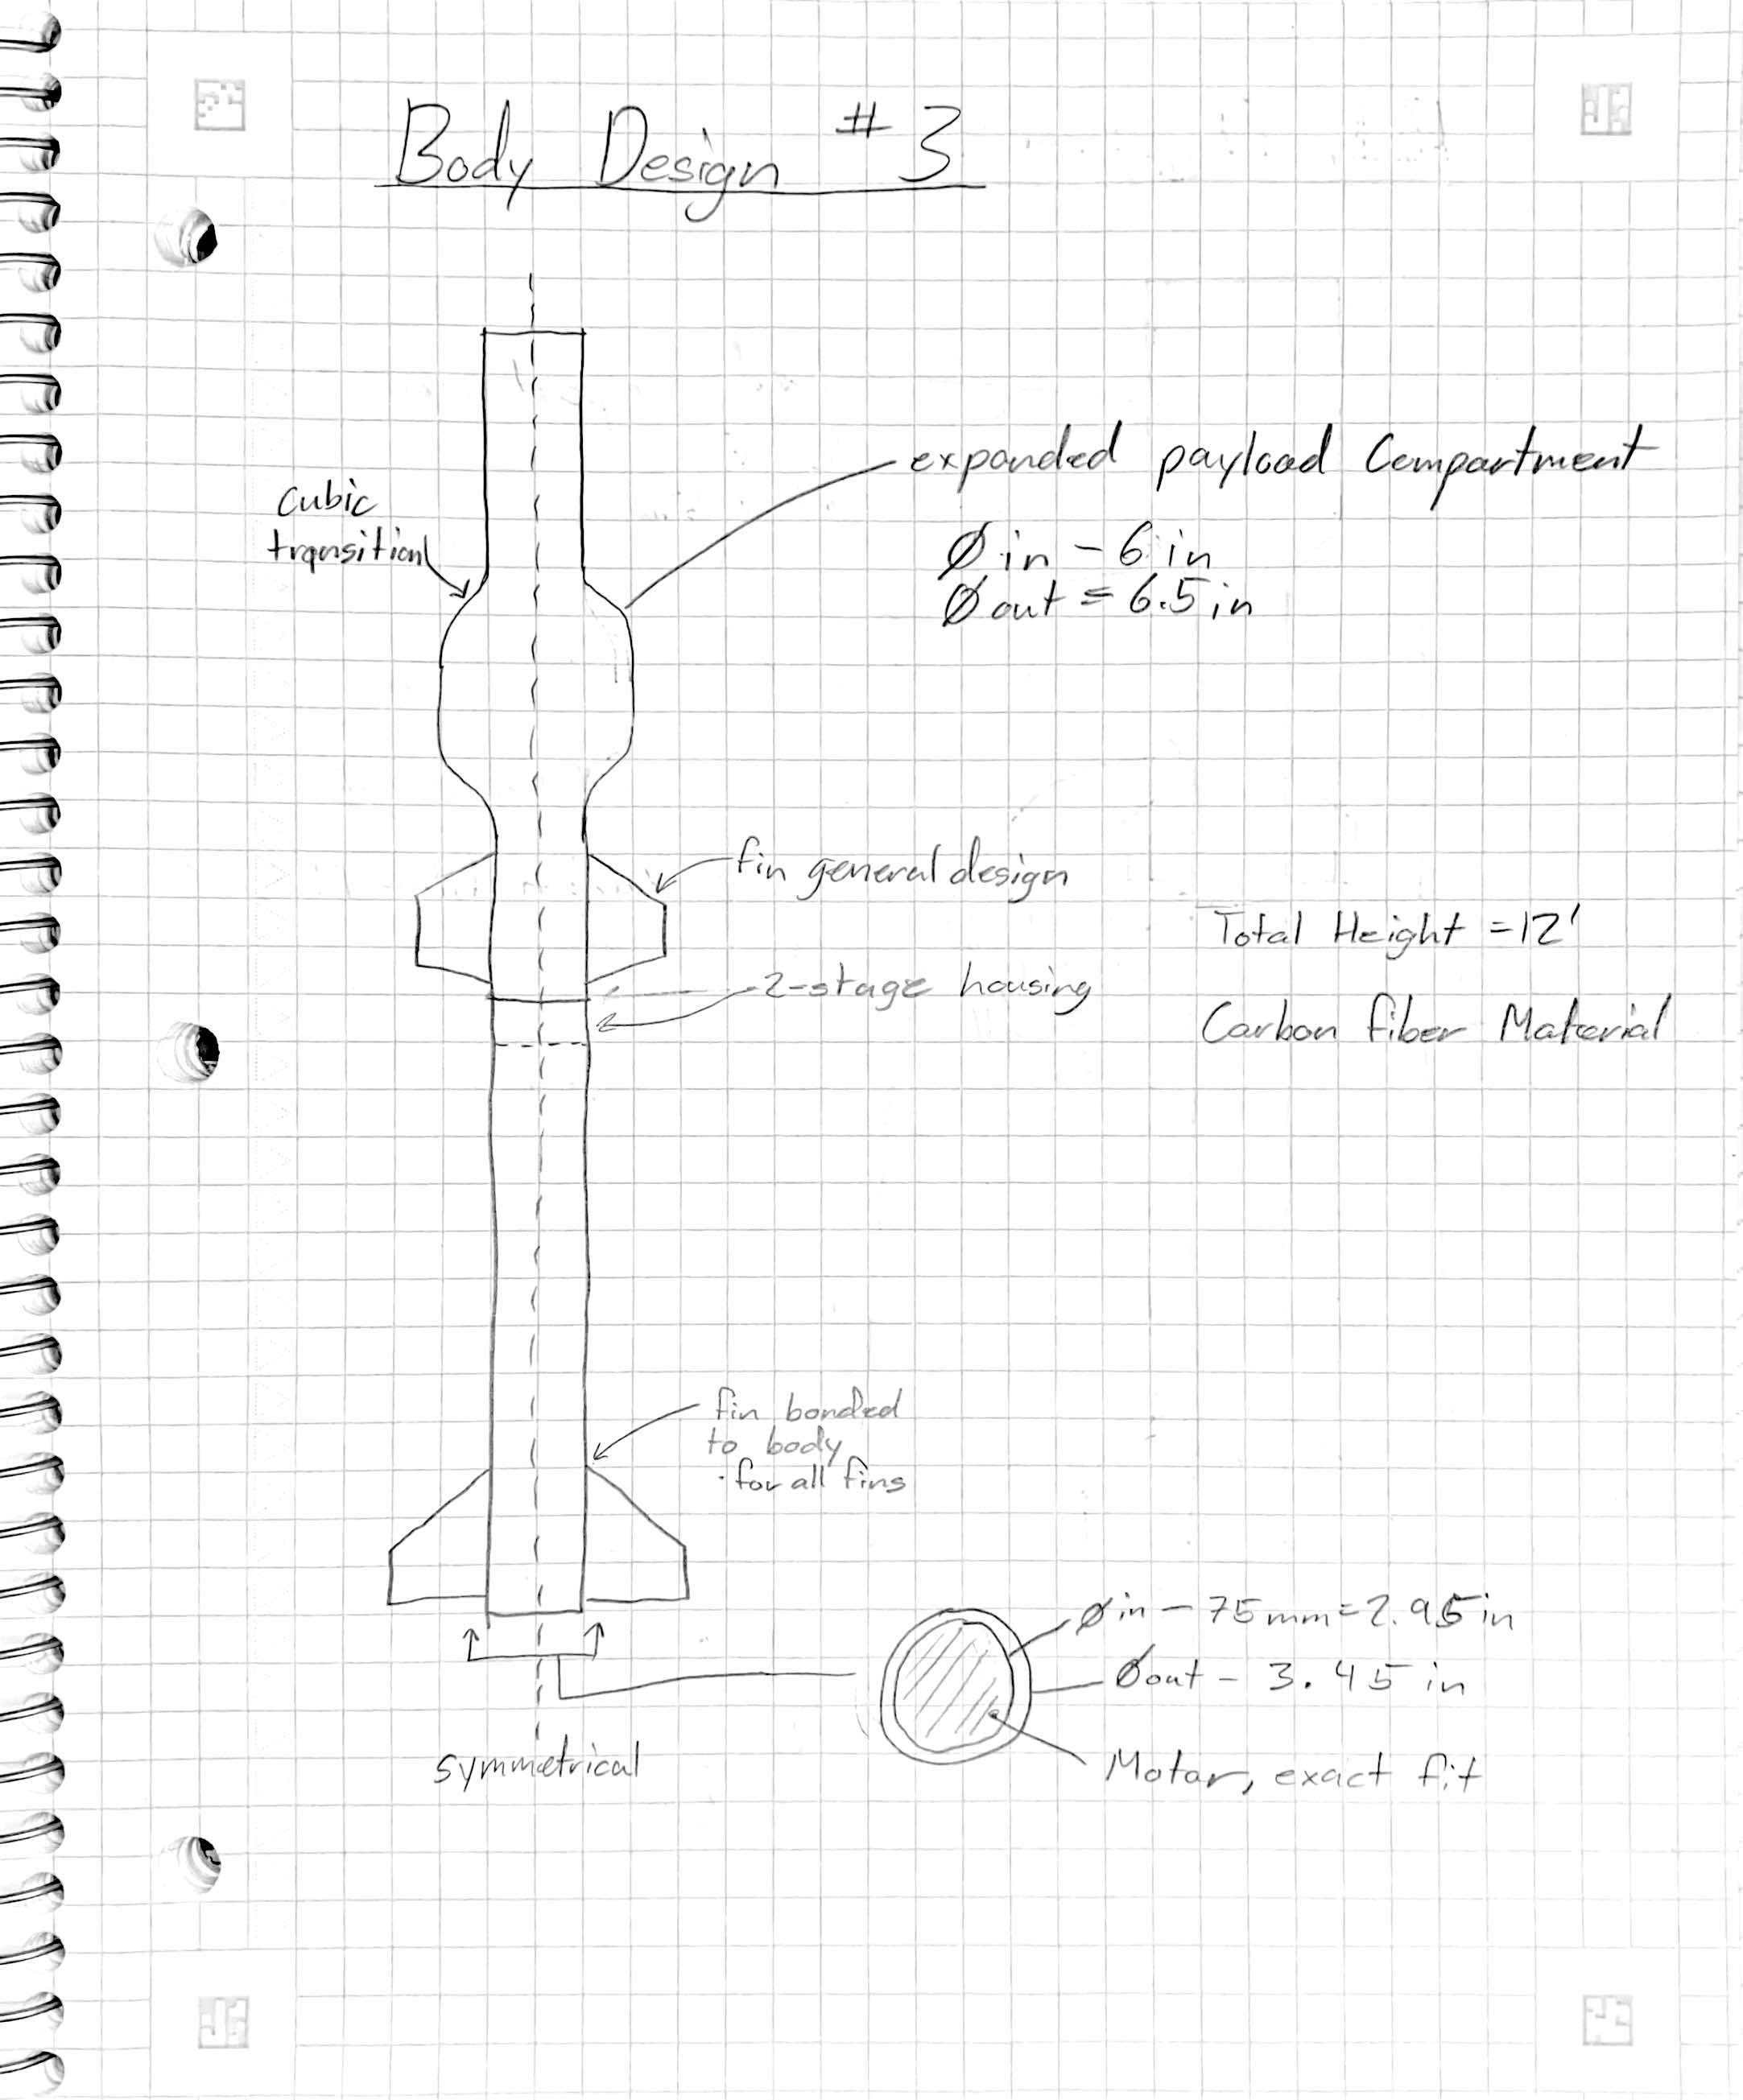 Body Design #3
expanded payload Compartment
Cubic
transition
Ø in - 6 in
Ø out = 6.5 in
fin general design
Total Height = 12'
2-stage housing
Carbon fiber Material
fin bonded
to body
· for all fins
Ø in - 75mm = 2.95 in
Ø out - 3.45 in
Motor, exact fit
symmetrical